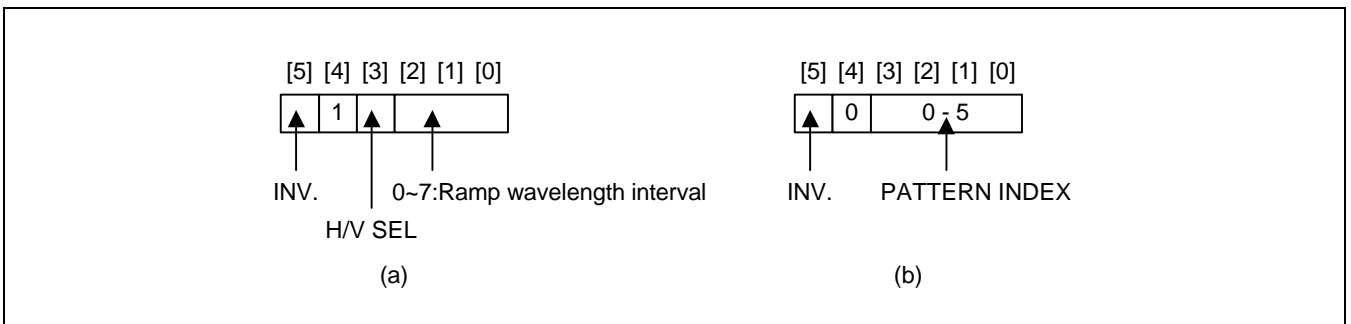 [5] [4] [3] [2] [1] [0]
1
INV.
0~7:Ramp wavelength interval
H/V SEL
(a)
[5] [4] [3] [2] [1] [0]
0
0 - 5
INV.
PATTERN INDEX
(b)